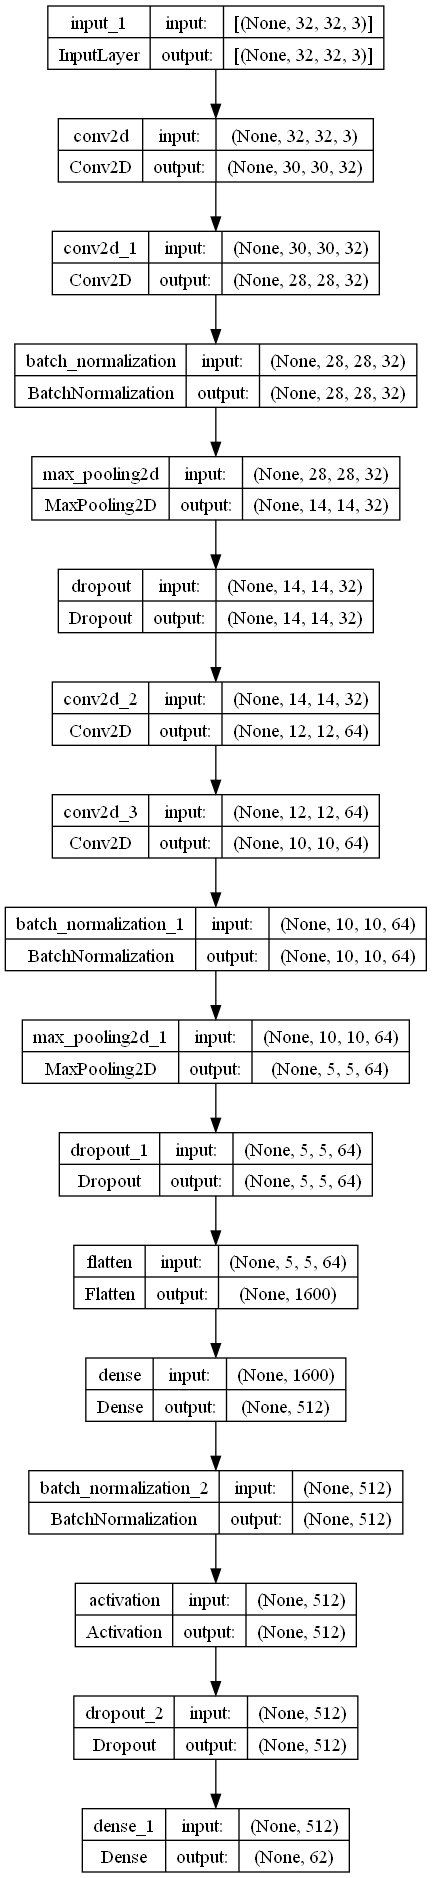 input_1 input: [(None, 32, 32, 3)]
InputLayer output: [(None, 32, 32, 3)]
conv2d input: (None, 32, 32, 3)
Conv2D output: (None, 30, 30, 32)
conv2d_1 input: (None, 30, 30, 32)
Conv2D output: (None, 28, 28, 32)
batch_normalization input: (None, 28, 28, 32)
BatchNormalization output: (None, 28, 28, 32)
max_pooling2d input: (None, 28, 28, 32)
MaxPooling2D output: (None, 14, 14, 32)
dropout input: (None, 14, 14, 32)
Dropout output: (None, 14, 14, 32)
conv2d_2 input: (None, 14, 14, 32)
Conv2D output: (None, 12, 12, 64)
conv2d_3 input: (None, 12, 12, 64)
Conv2D output: (None, 10, 10, 64)
batch_normalization_1 input: (None, 10, 10, 64)
BatchNormalization output: (None, 10, 10, 64)
max_pooling2d_1 input: (None, 10, 10, 64)
MaxPooling2D output: (None, 5, 5, 64)
dropout_1 input: (None, 5, 5, 64)
Dropout output: (None, 5, 5, 64)
flatten input: (None, 5, 5, 64)
Flatten output: (None, 1600)
dense input: (None, 1600)
Dense output: (None, 512)
batch_normalization_2 input: (None, 512)
BatchNormalization output: (None, 512)
activation input: (None, 512)
Activation output: (None, 512)
dropout_2 input: (None, 512)
Dropout output: (None, 512)
dense_1 input: (None, 512)
Dense output: (None, 62)